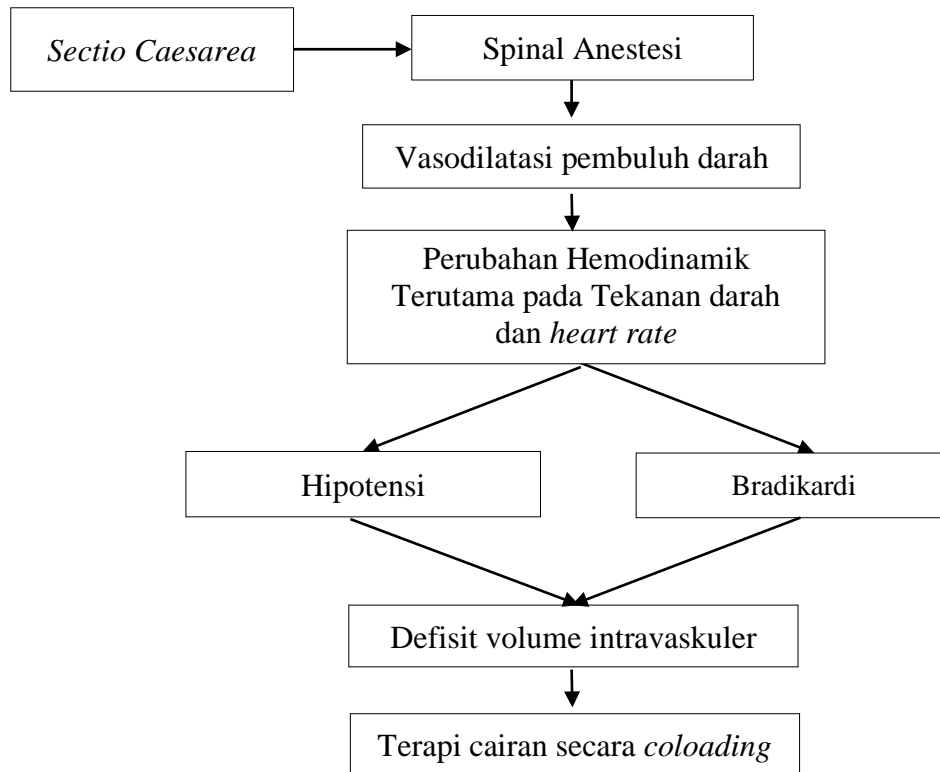 Sectio Caesarea
Spinal Anestesi
Vasodilatasi pembuluh darah
Perubahan Hemodinamik
Terutama pada Tekanan darah
dan heart rate
Hipotensi
Bradikardi
Defisit volume intravaskuler
Terapi cairan secara coloading